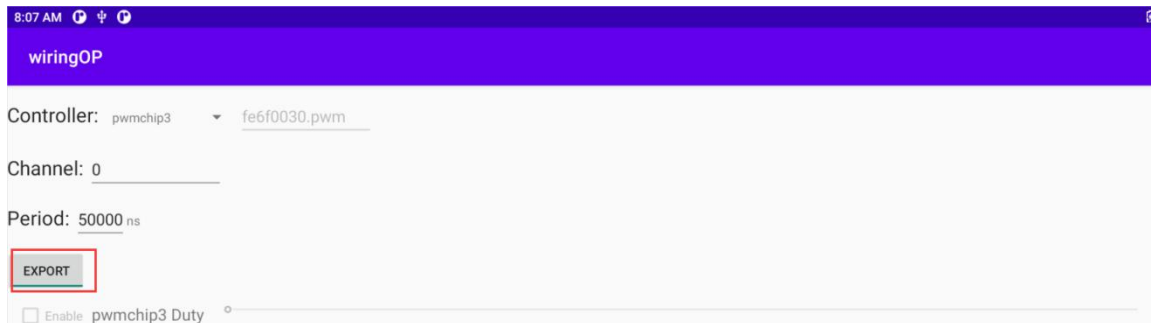 8:07 AM
wiringOP
Controller: pwmchip3 fe6f0030.pwm
Channel: 0
Period: 50000 ns
EXPORT
Enable pwmchip3 Duty